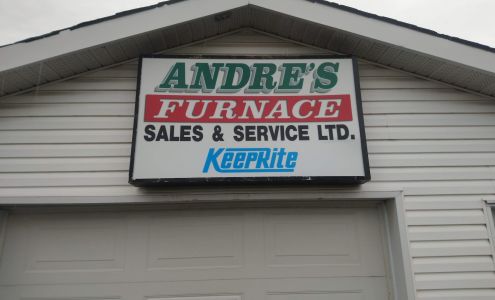 ANDRE'S
FURNACE
SALES & SERVICE LTD.
KeepRite